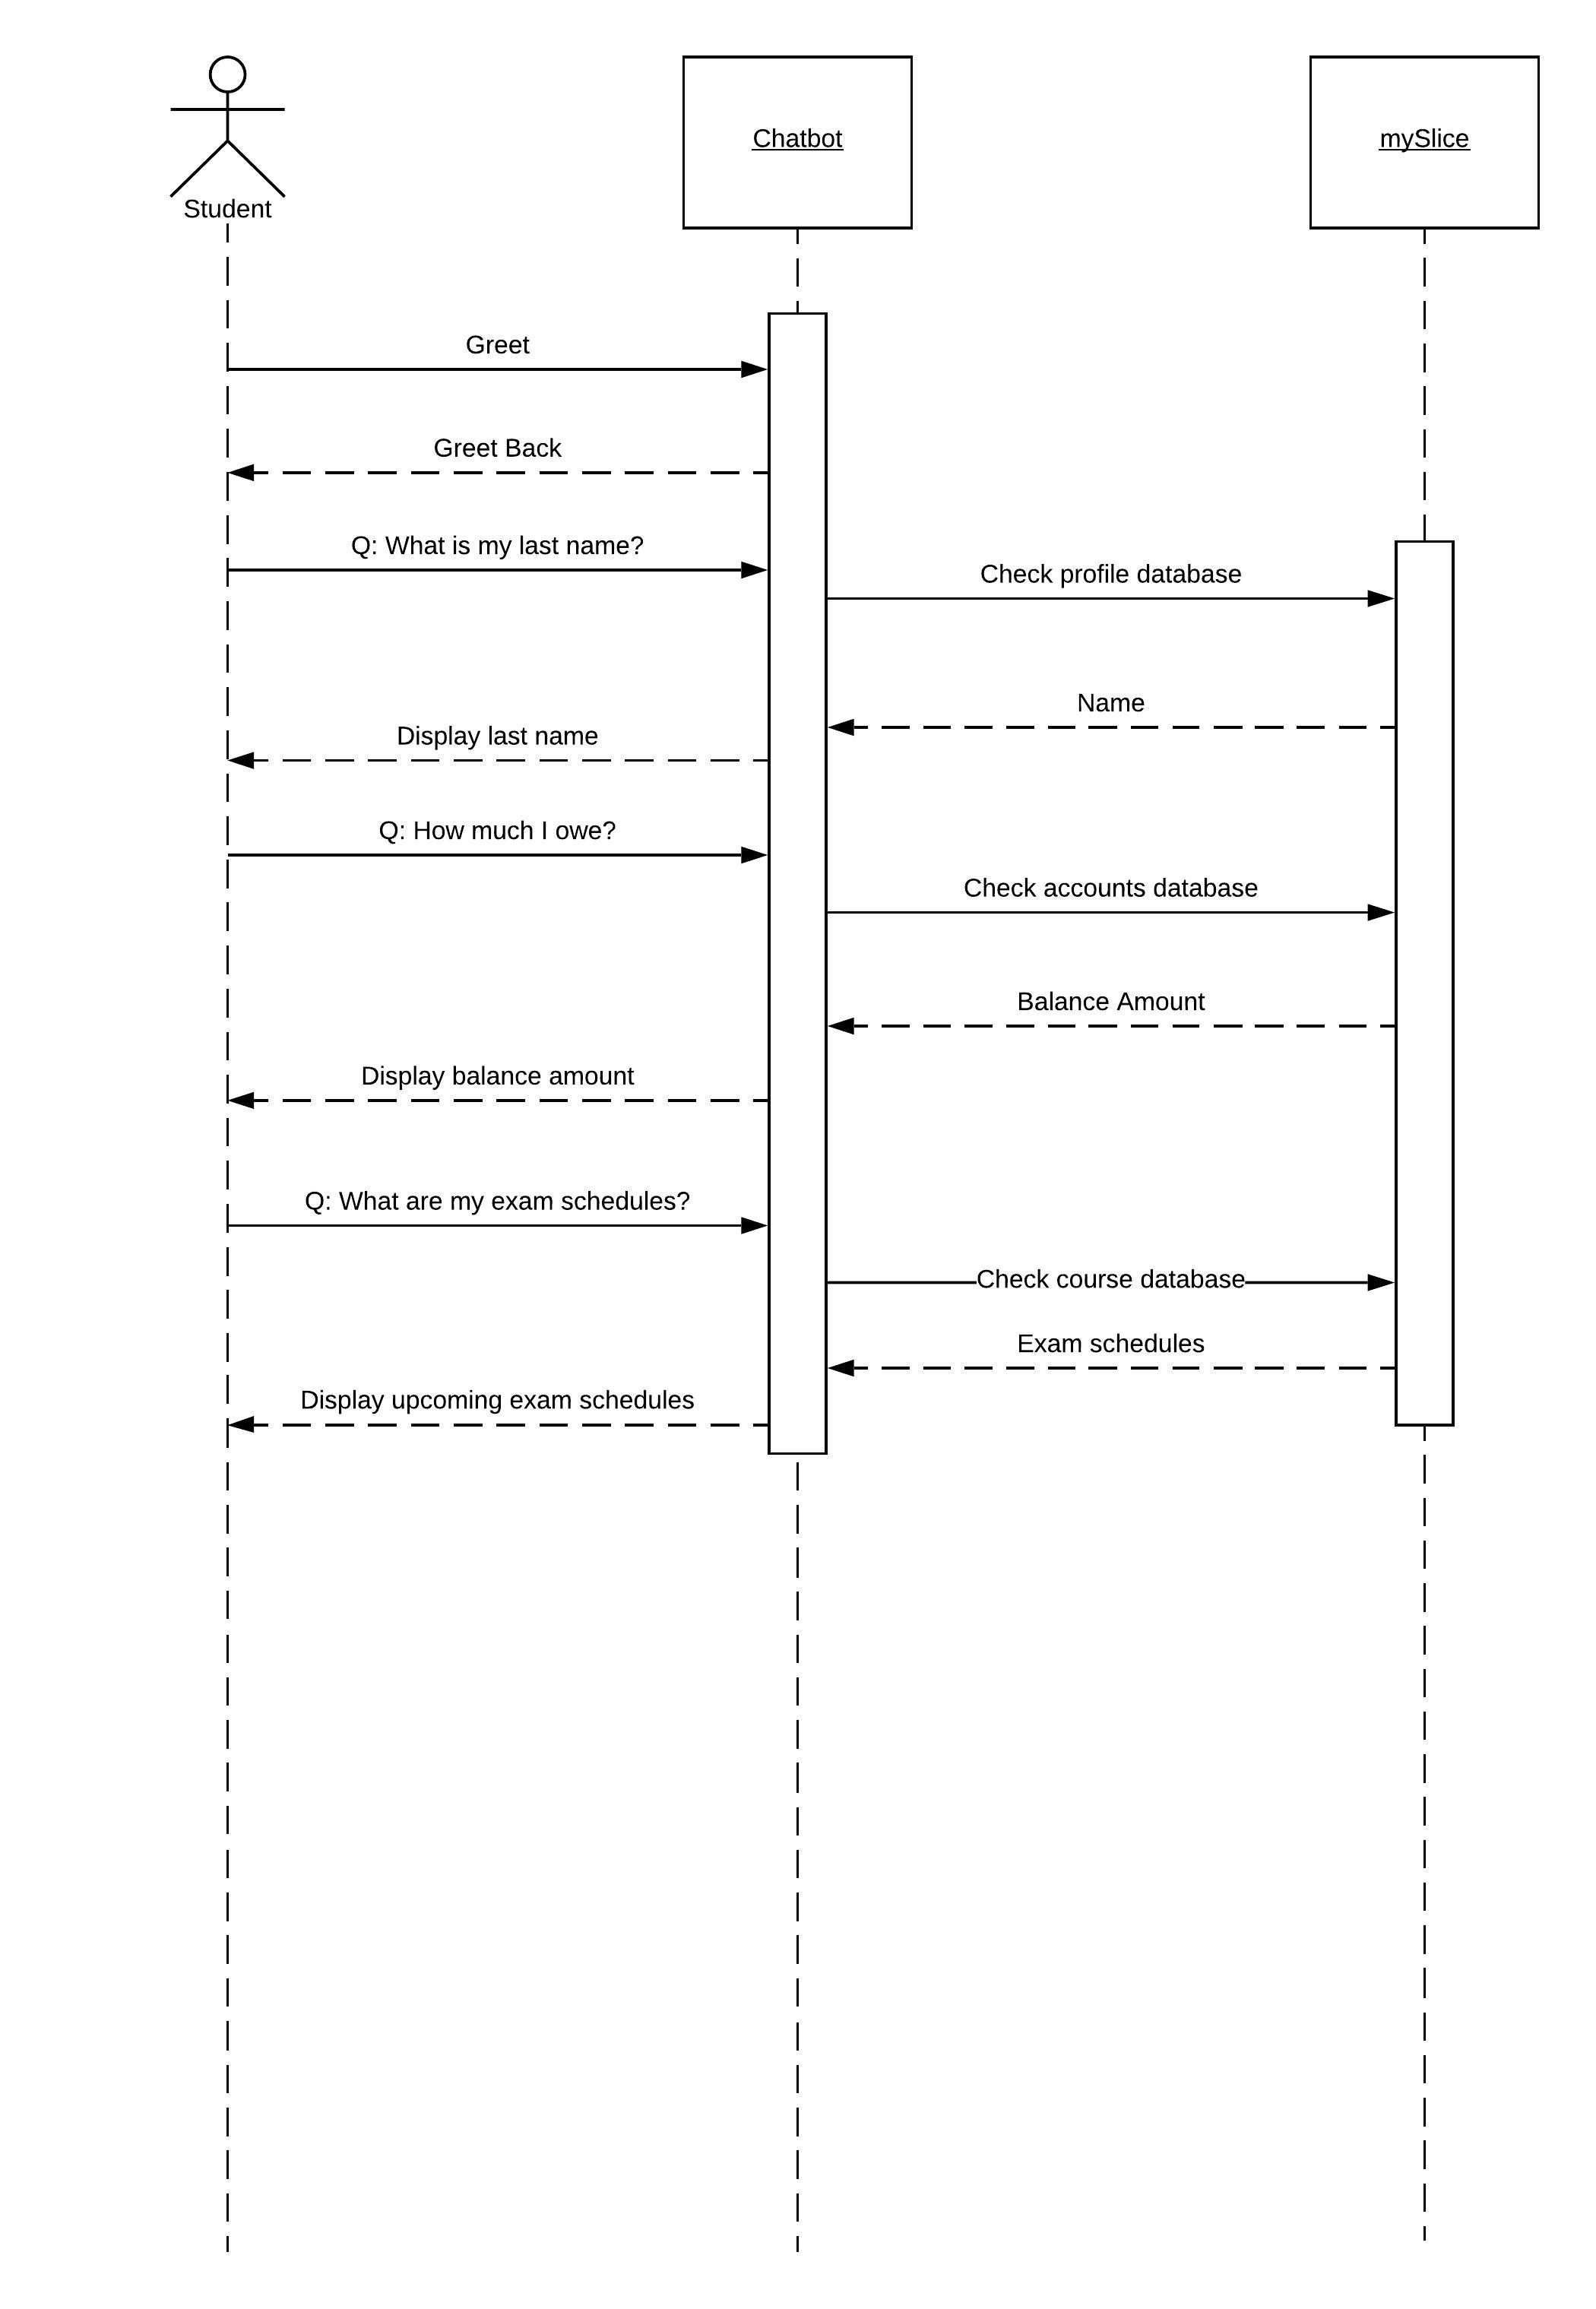 Student
Chatbot
mySlice
Greet
Greet Back
Q: What is my last name?
Check profile database
Name
Display last name
Q: How much I owe?
Check accounts database
Balance Amount
Display balance amount
Q: What are my exam schedules?
Check course database
Exam schedules
Display upcoming exam schedules